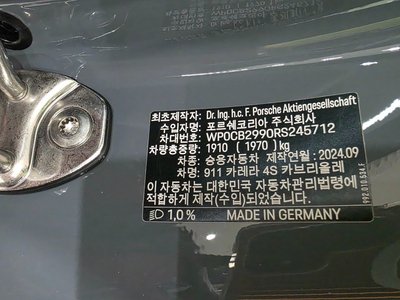 최초제작자: Dr. Ing. h.c. F. Porsche Aktiengesellschaft
수입자명: 포르쉐코리아 주식회사
차대번호: WP0CB2990RS245712
차량총중량: 1910 ( 1970 ) kg
차종: 승용자동차 제작연월: 2024.09
차명: 911 카레라 4S 카브리올레
이 자동차는 대한민국 자동차관리법령에
적합하게 제작(수입)되었습니다.
1,0% MADE IN GERMANY